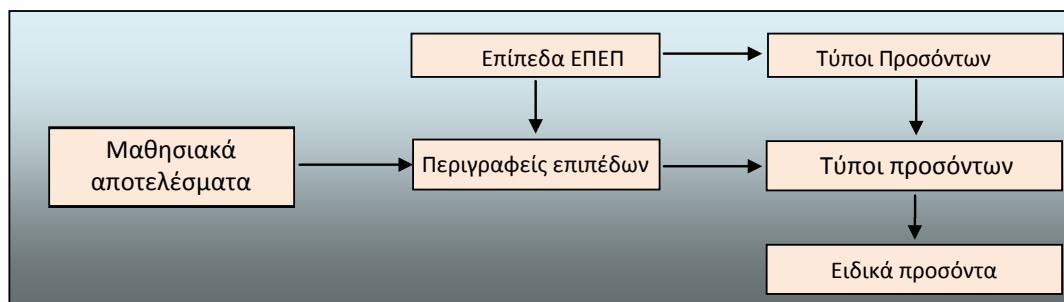 Επίπεδα ΕΠΕΠ
Τύποι Προσόντων
Μαθησιακά
αποτελέσματα
Περιγραφείς επιπέδων
Τύποι προσόντων
Ειδικά προσόντα